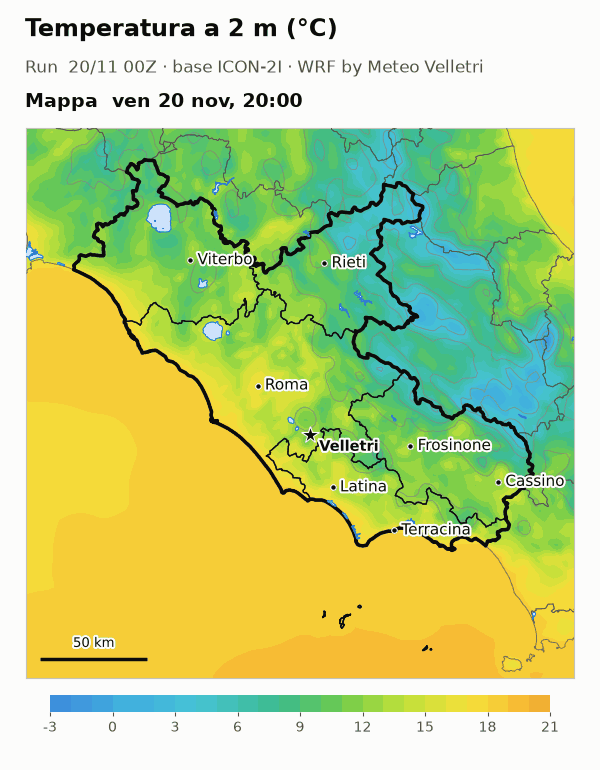 Temperatura a 2 m (°C)
Run  20/11 00Z · base ICON-2I · WRF by Meteo Velletri
Mappa  ven 20 nov, 20:00
Viterbo
Rieti
Roma
Velletri
Frosinone
Latina
Cassino
Terracina
50 km
-3 0 3 6 9 12 15 18 21